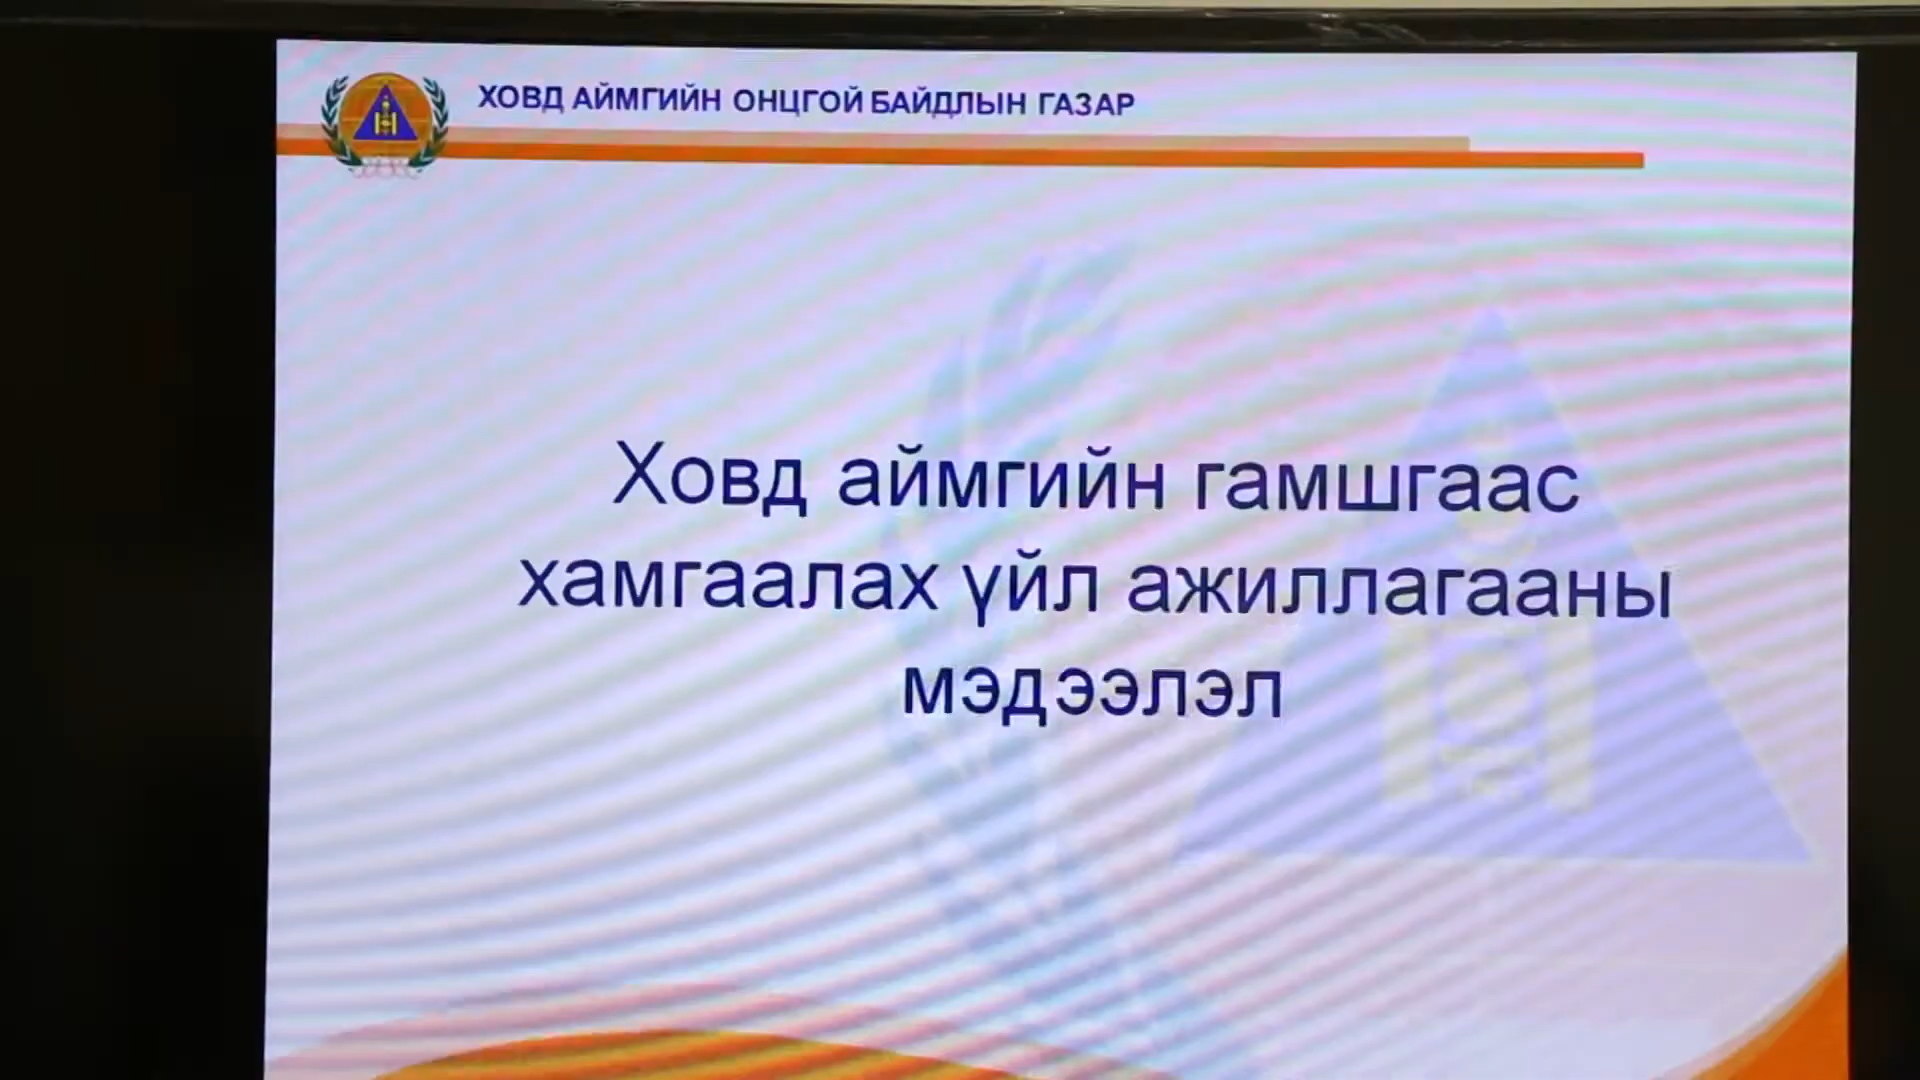 ХОВД АЙМГИЙН ОНЦГОЙ БАЙДЛЫН ГАЗАР
Ховд аймгийн гамшгаас
хамгаалах үйл ажиллагааны
мэдээлэл